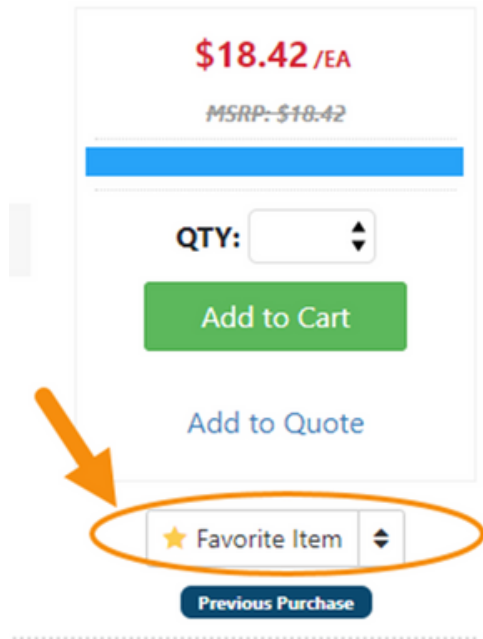 $18.42 /EA
MSRP: $18.42
QTY:
Add to Cart
Add to Quote
Favorite Item
Previous Purchase